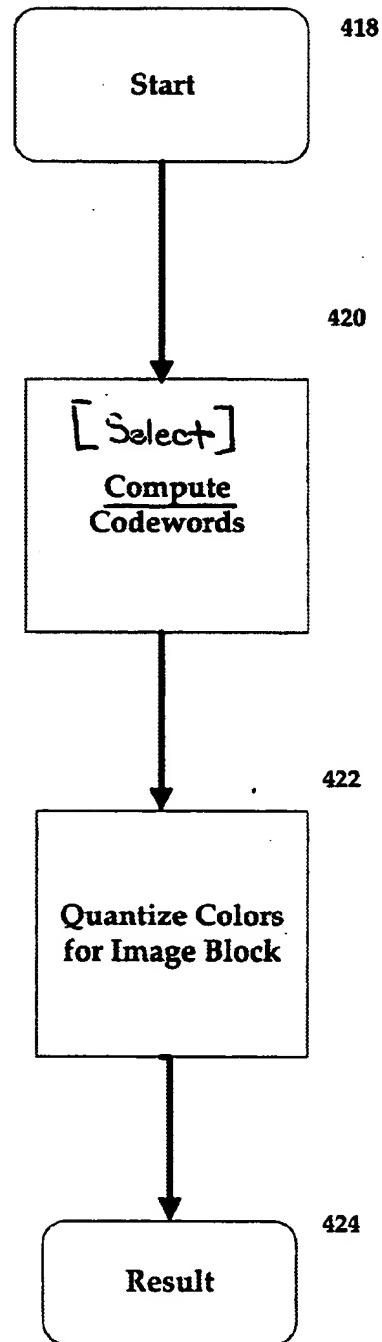 418
Start
420
[Select]
Compute
Codewords
422
Quantize Colors
for Image Block
424
Result